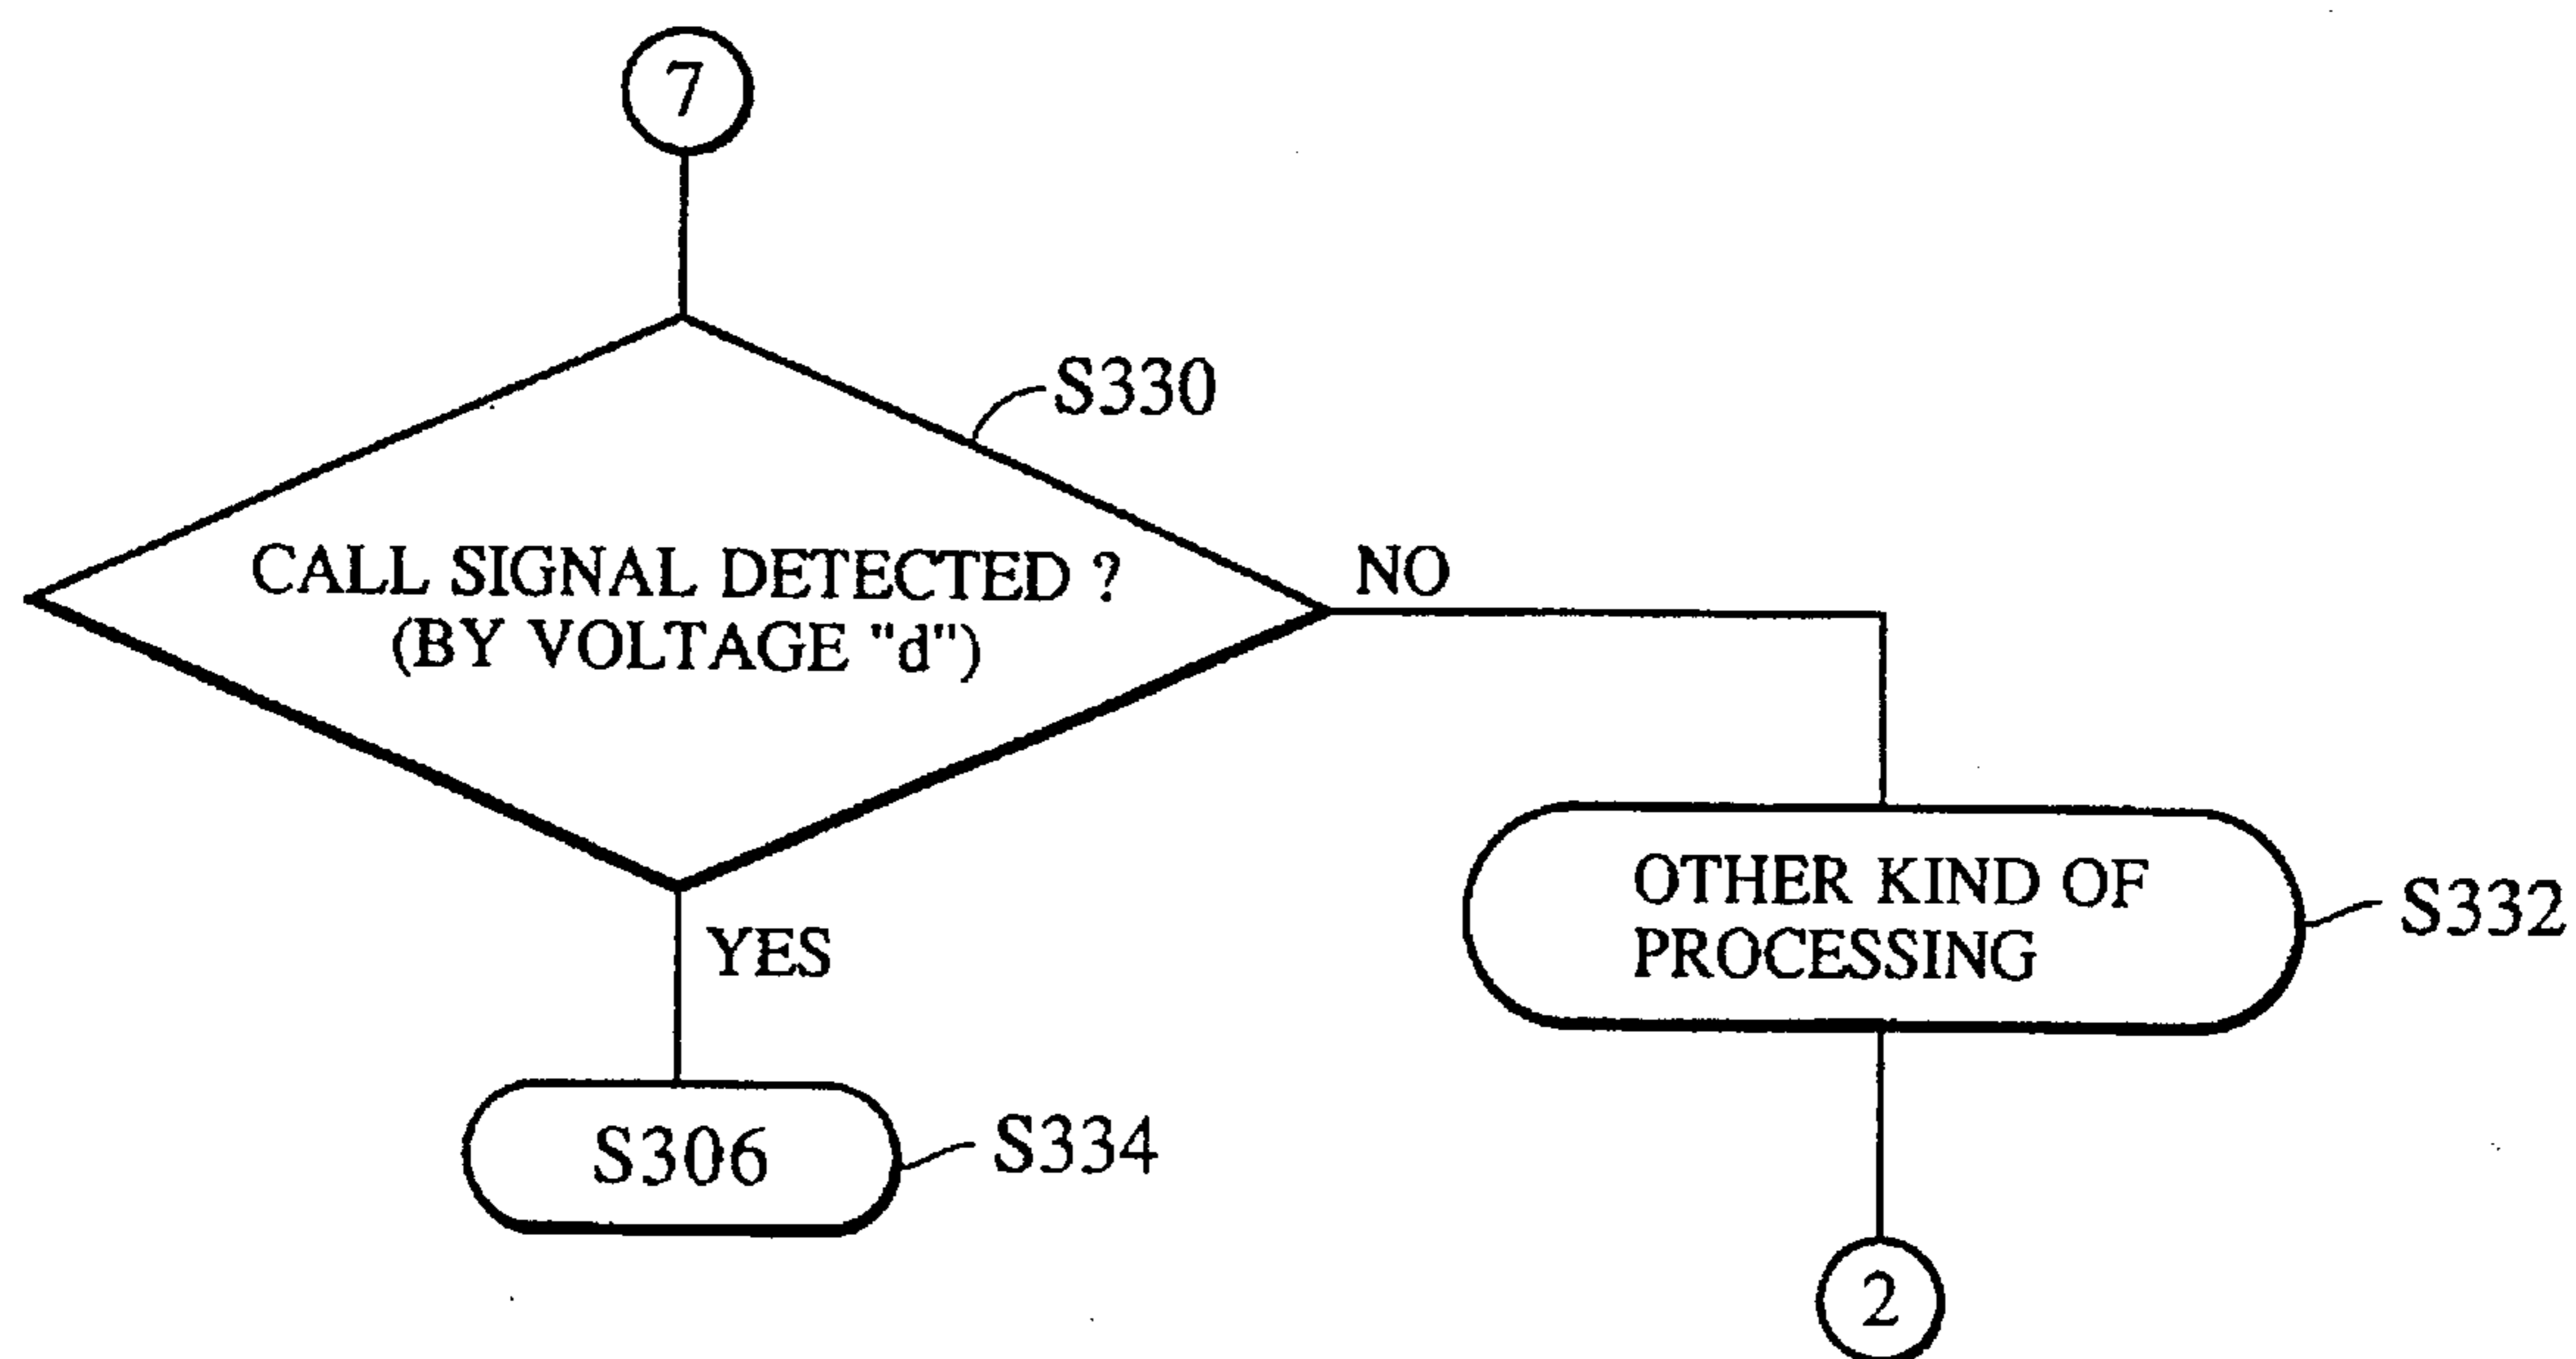 7
S330
CALL SIGNAL DETECTED ?
(BY VOLTAGE "d")
NO
YES
OTHER KIND OF
PROCESSING
S332
S306
S334
2